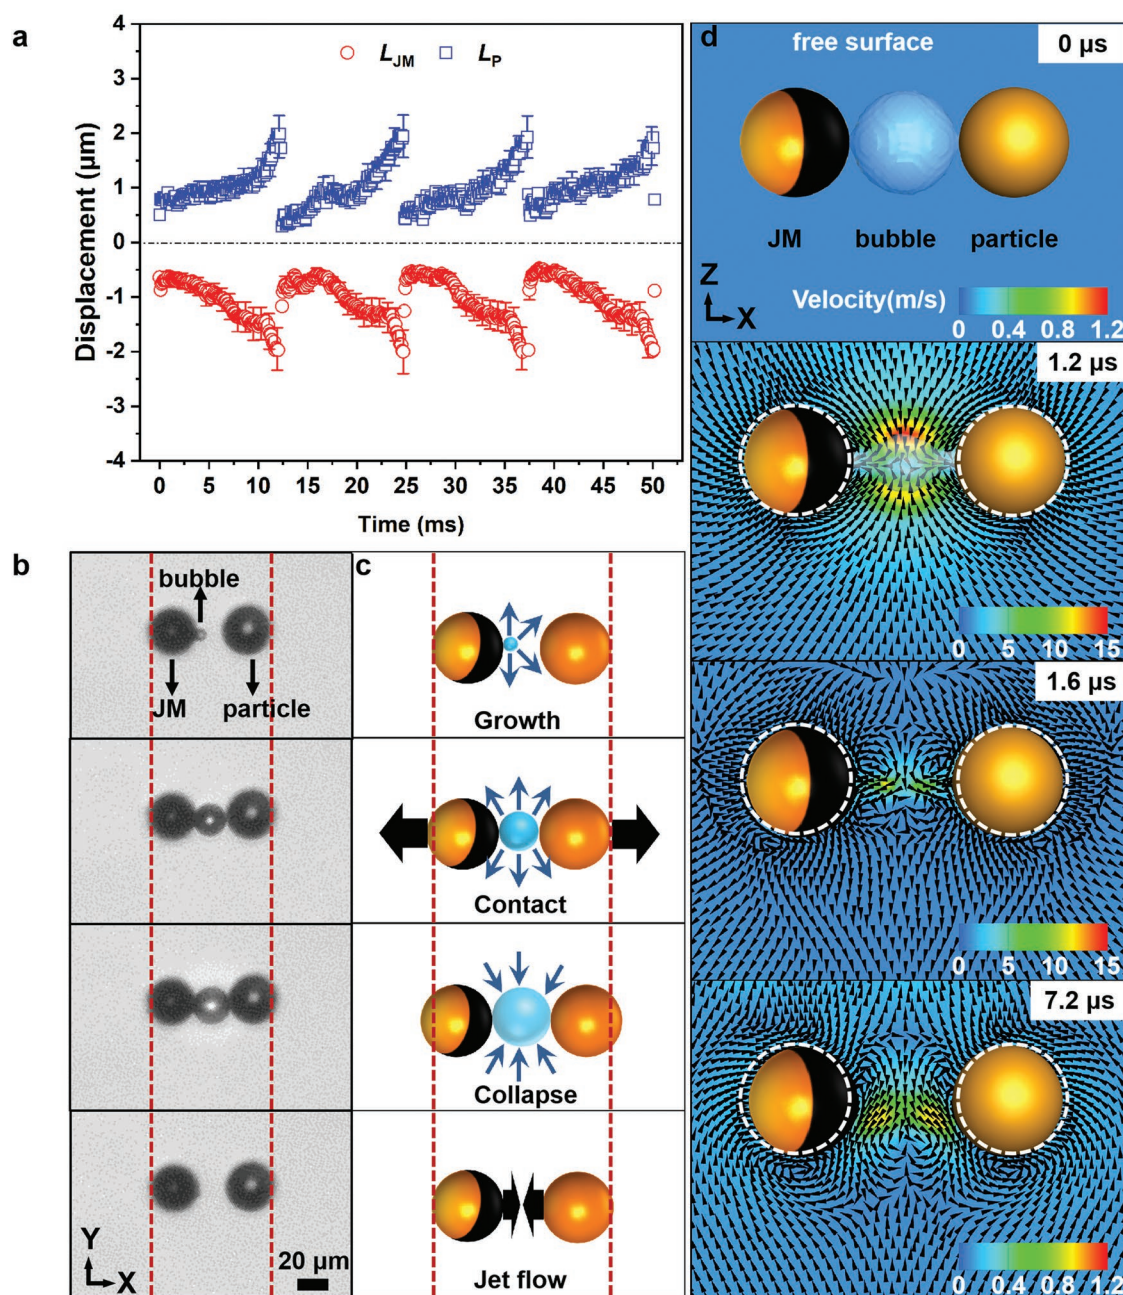 a
4
3
2
1
0
-1
-2
-3
-4
Displacement (µm)
L_JM L_P
0 5 10 15 20 25 30 35 40 45 50
Time (ms)
b
bubble
JM particle
Y
X
20 µm
c
Growth
Contact
Collapse
Jet flow
d
free surface 0 µs
JM bubble particle
Z
X
Velocity(m/s)
0 0.4 0.8 1.2
1.2 µs
0 5 10 15
1.6 µs
0 5 10 15
7.2 µs
0 0.4 0.8 1.2